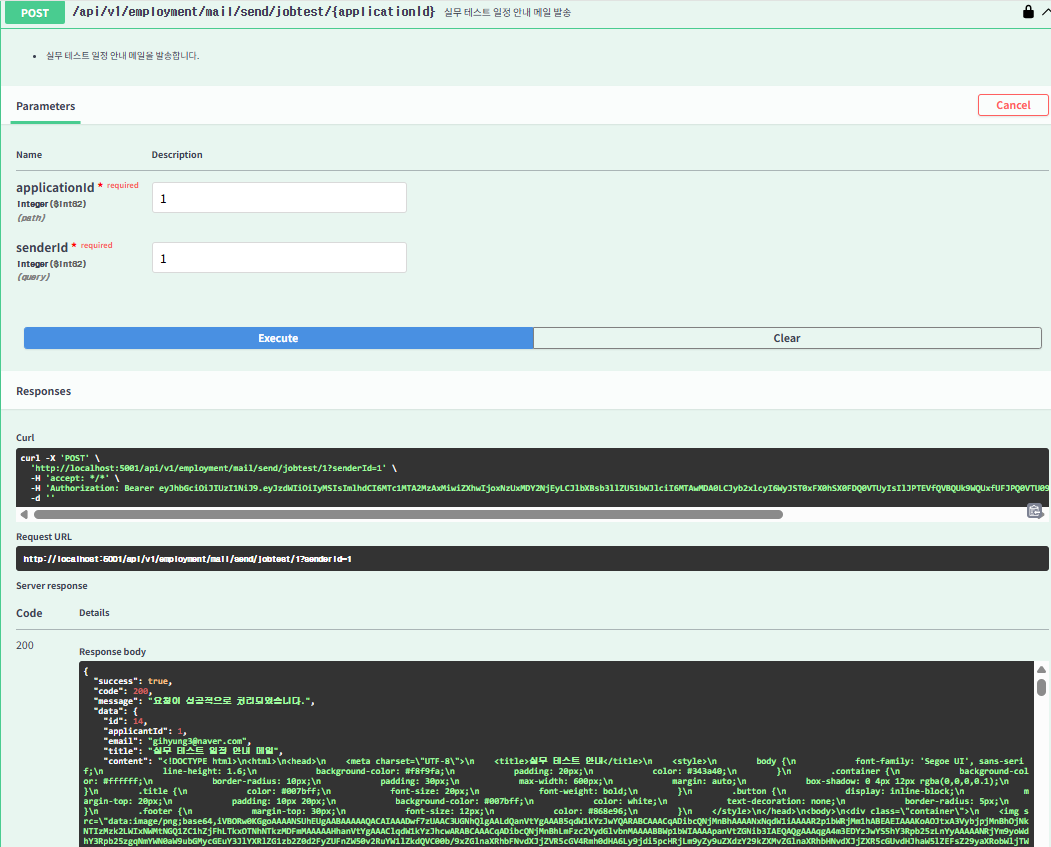 POST /api/v1/employment/mail/send/jobtest/{applicationId} 실무 테스트 일정 안내 메일 발송
• 실무 테스트 일정 안내 메일을 발송합니다.
Parameters
Cancel
Name Description
applicationId * required
integer($int32)
(path)
1
senderId * required
integer($int32)
(query)
1
Execute Clear
Responses
Curl
curl -X 'POST' \
'http://localhost:5001/api/v1/employment/mail/send/jobtest/1?senderId=1' \
-H 'accept: */*' \
-H 'Authorization: Bearer
-d ''
Request URL
http://localhost:5001/api/v1/employment/mail/send/jobtest/1?senderId=1
Server response
Code Details
200
Response body
{
"success": true,
"code": 200,
"message": "요청이 성공적으로 처리되었습니다.",
"data": {
"id": 14,
"applicantId": 1,
"email": "gihyung3@naver.com",
"title": "실무 테스트 일정 안내 메일",
"content": "<!DOCTYPE html>\n<html>\n<head>\n <meta charset=\"UTF-8\">\n <title>실무 테스트 안내</title>\n <style>\n body {\n font-family: 'Segoe UI', sans-seri
f;\n line-height: 1.6;\n background-color: #f8f9fa;\n padding: 20px;\n color: #343a40;\n }\n .container {\n background-col
or: #ffffff;\n border-radius: 10px;\n padding: 30px;\n max-width: 600px;\n margin: auto;\n box-shadow: 0 4px 12px rgba(0,0,0,0.1);\n
}\n .title {\n color: #007bff;\n font-size: 20px;\n font-weight: bold;\n }\n .button {\n display: inline-block;\n m
argin-top: 20px;\n padding: 10px 20px;\n background-color: #007bff;\n color: white;\n text-decoration: none;\n border-radius: 5px;\n
}\n .footer {\n margin-top: 30px;\n font-size: 12px;\n color: #868e96;\n }\n </style>\n</head>\n<body>\n<div class=\"container\">\n <img s
rc=\"data:image/png;base64,